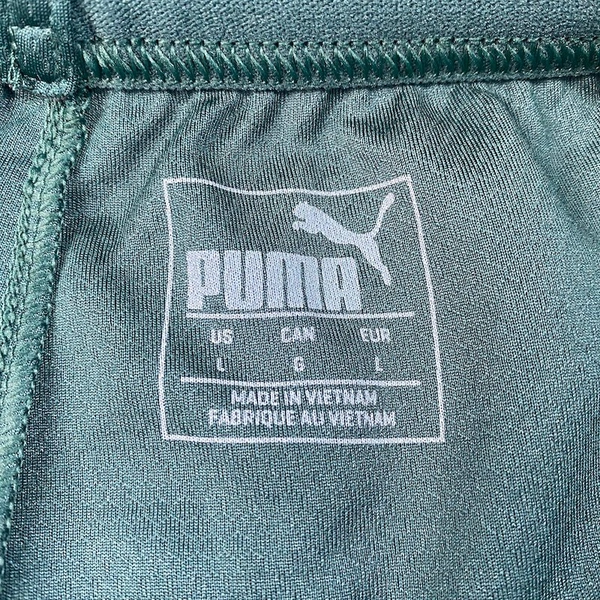 PUMA
US CAN EUR
L G L
MADE IN VIETNAM
FABRIQUE AU VIETNAM